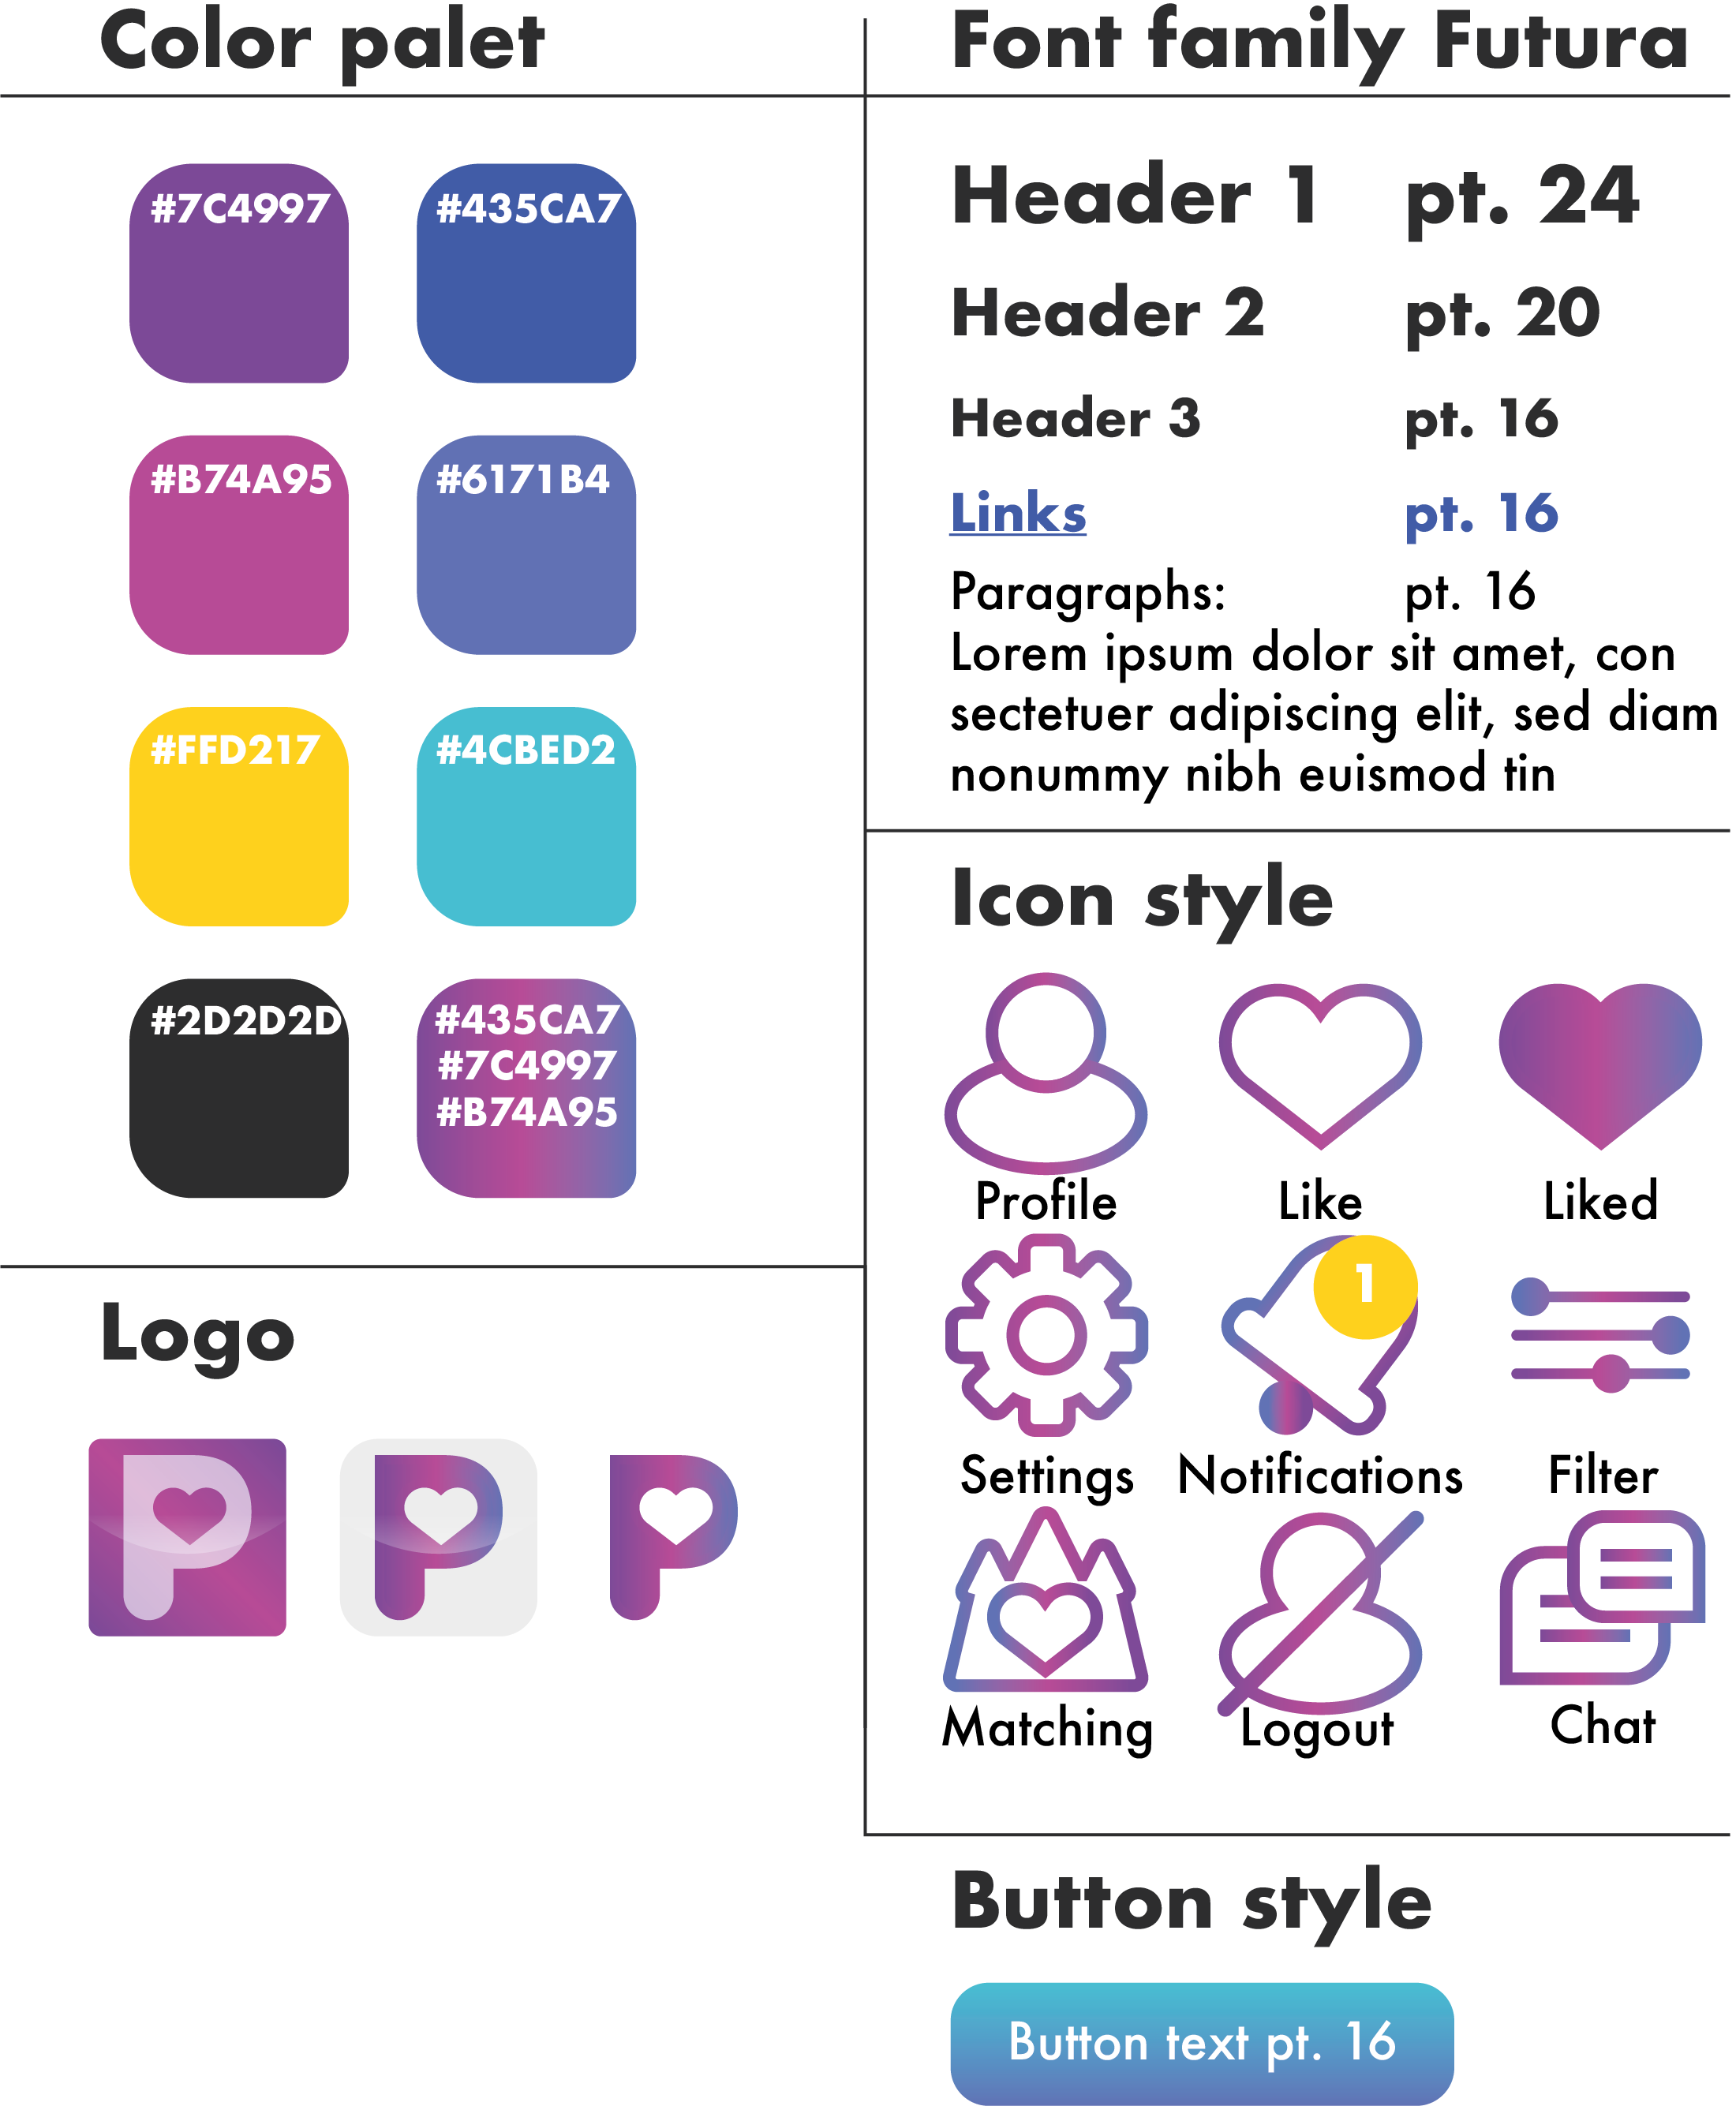 Color palet
#7C4997
#435CA7
#B74A95
#6171B4
#FFD217
#4CBED2
#2D2D2D
#435CA7
#7C4997
#B74A95
Logo
P
P
P
Font family Futura
Header 1 pt. 24
Header 2 pt. 20
Header 3 pt. 16
Links pt. 16
Paragraphs: pt. 16
Lorem ipsum dolor sit amet, con
sectetuer adipiscing elit, sed diam
nonummy nibh euismod tin
Icon style
Profile Like Liked
1
Settings Notifications Filter
Matching Logout Chat
Button style
Button text pt. 16